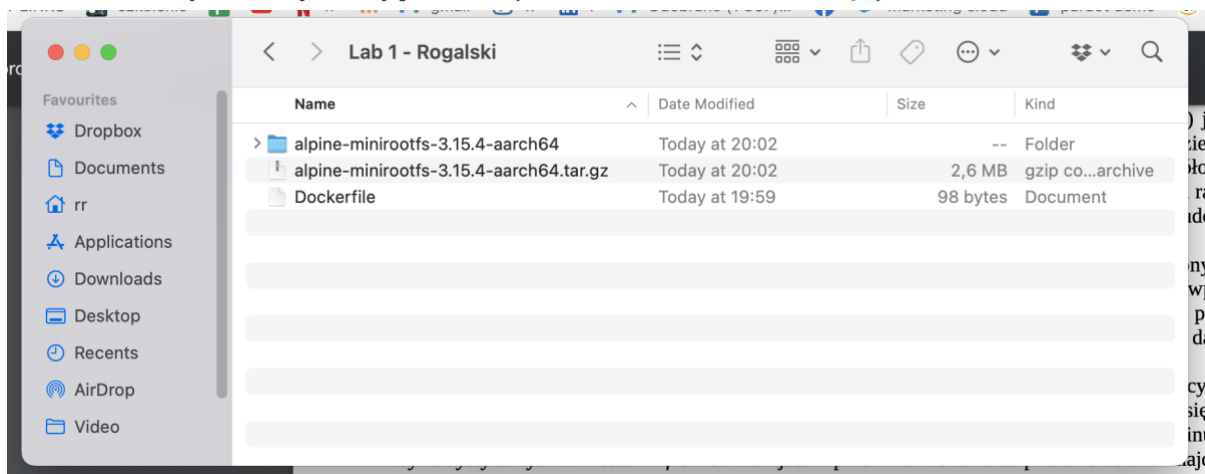 Lab 1 - Rogalski
Favourites
Dropbox
Documents
rr
Applications
Downloads
Desktop
Recents
AirDrop
Video
Name Date Modified Size Kind
alpine-minirootfs-3.15.4-aarch64 Today at 20:02 -- Folder
alpine-minirootfs-3.15.4-aarch64.tar.gz Today at 20:02 2,6 MB gzip co...archive
Dockerfile Today at 19:59 98 bytes Document